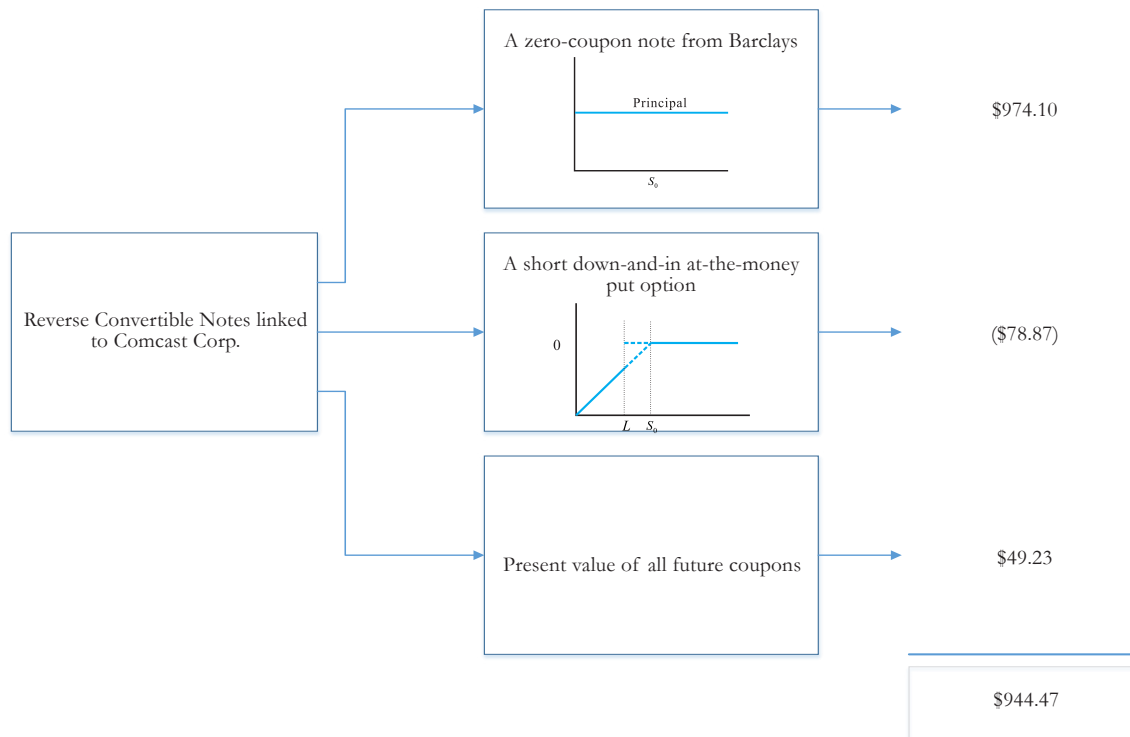 A zero-coupon note from Barclays
Principal
S₀
$974.10
Reverse Convertible Notes linked
to Comcast Corp.
A short down-and-in at-the-money
put option
0
L S₀
($78.87)
Present value of all future coupons
$49.23
$944.47